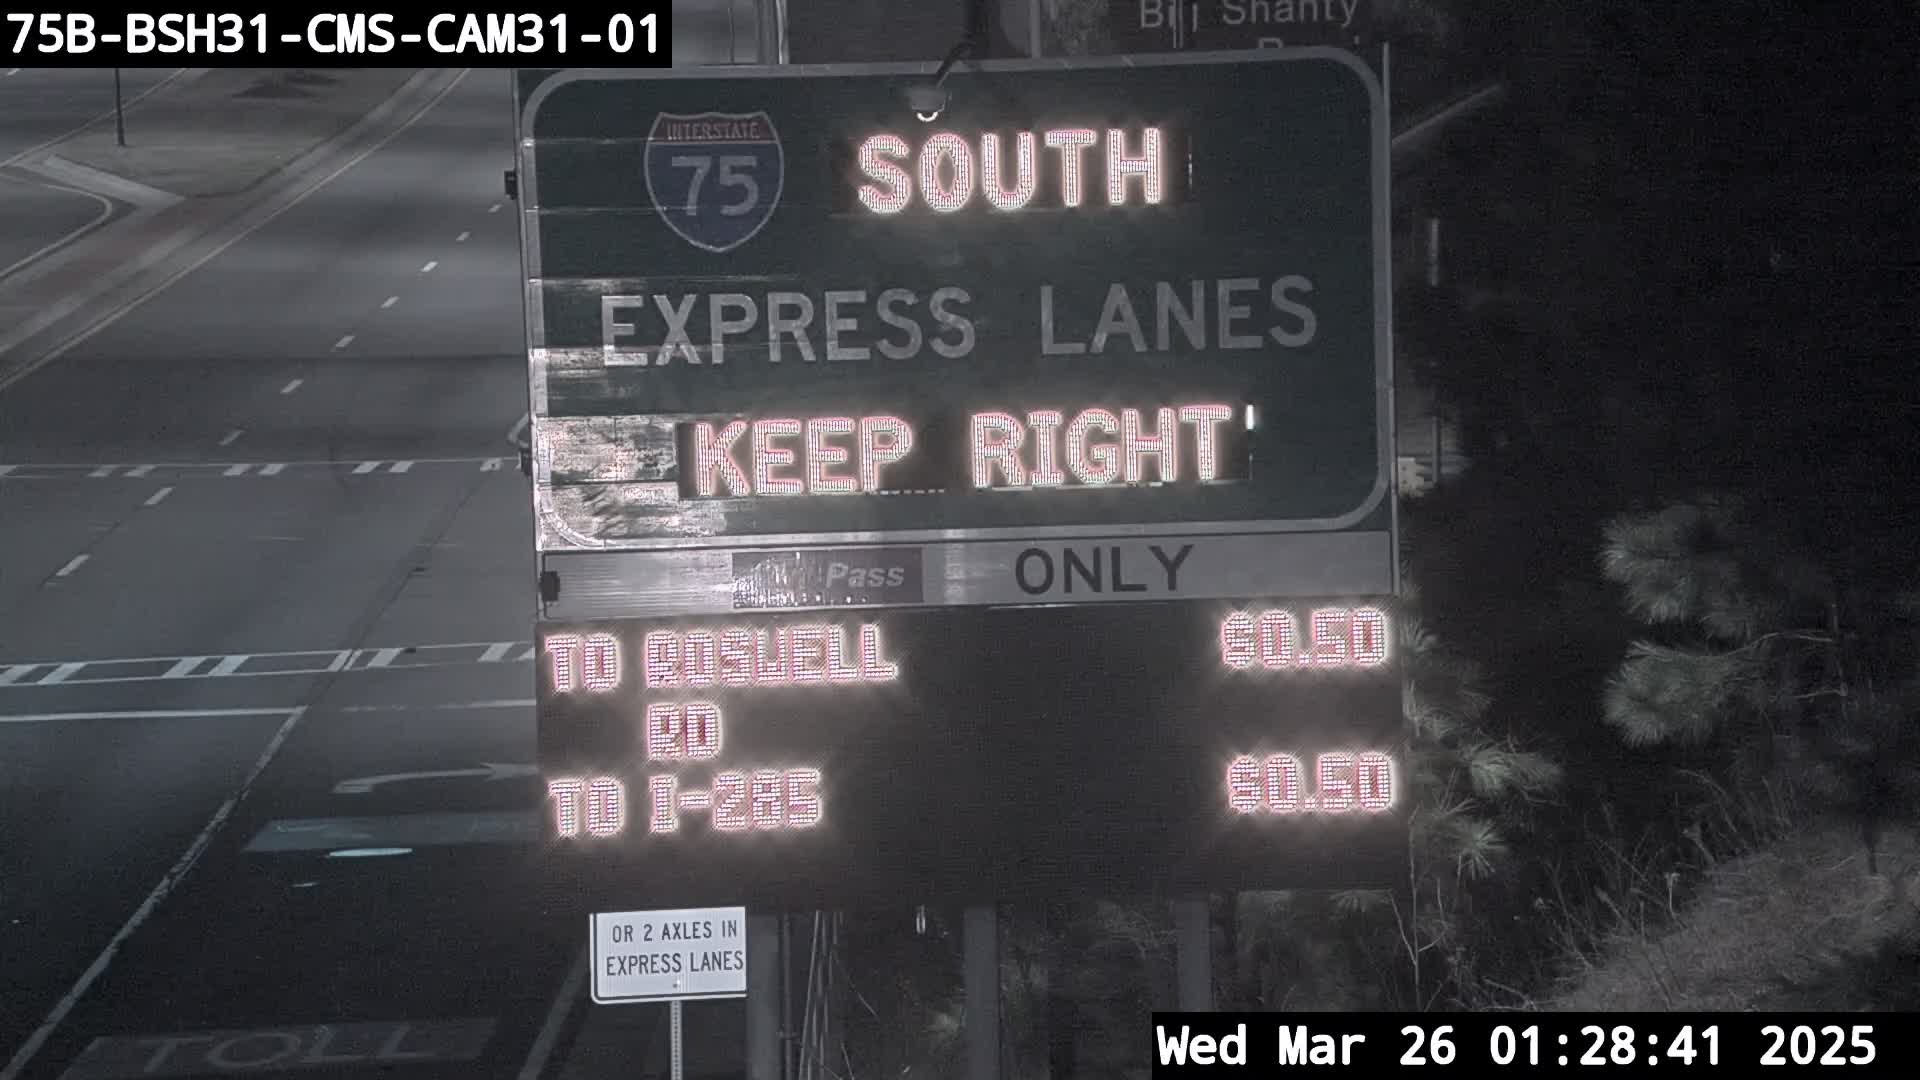 75B-BSH31-CMS-CAM31-01
Shanty
INTERSTATE
75
SOUTH
EXPRESS LANES
KEEP RIGHT
Pass ONLY
TO ROSWELL $0.50
RD
TO I-285 $0.50
OR 2 AXLES IN
EXPRESS LANES
TOLL
Wed Mar 26 01:28:41 2025